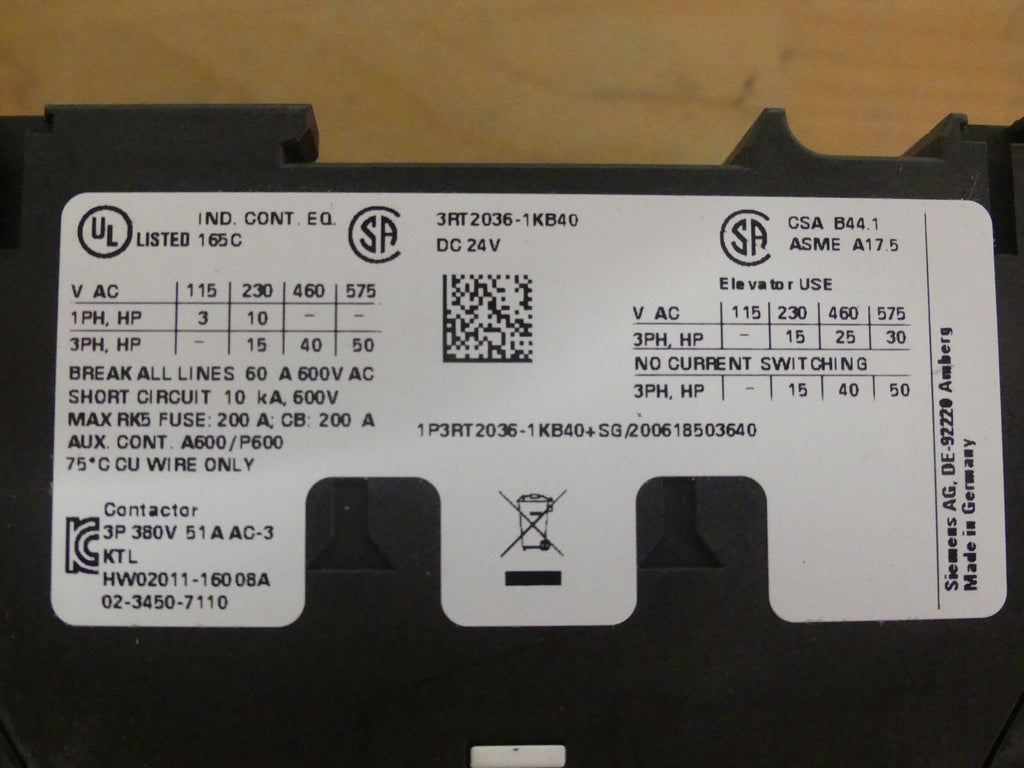 UL
IND. CONT. EQ.
LISTED 165C
SA
3RT2036-1KB40
DC 24V
SA
CSA B44.1
ASME A17.5
V AC 115 230 460 575
1PH, HP 3 10 - -
3PH, HP - 15 40 50
BREAK ALL LINES 60 A 600V AC
SHORT CIRCUIT 10 kA, 600V
MAX RK5 FUSE: 200 A; CB: 200 A
AUX. CONT. A600/P600
75°C CU WIRE ONLY
Elevator USE
V AC 115 230 460 575
3PH, HP - 15 25 30
NO CURRENT SWITCHING
3PH, HP - 15 40 50
1P3RT2036-1KB40+SG/200618503640
Contactor
3P 380V 51A AC-3
KTL
HW02011-16008A
02-3450-7110
Siemens AG, DE-92220 Amberg
Made in Germany